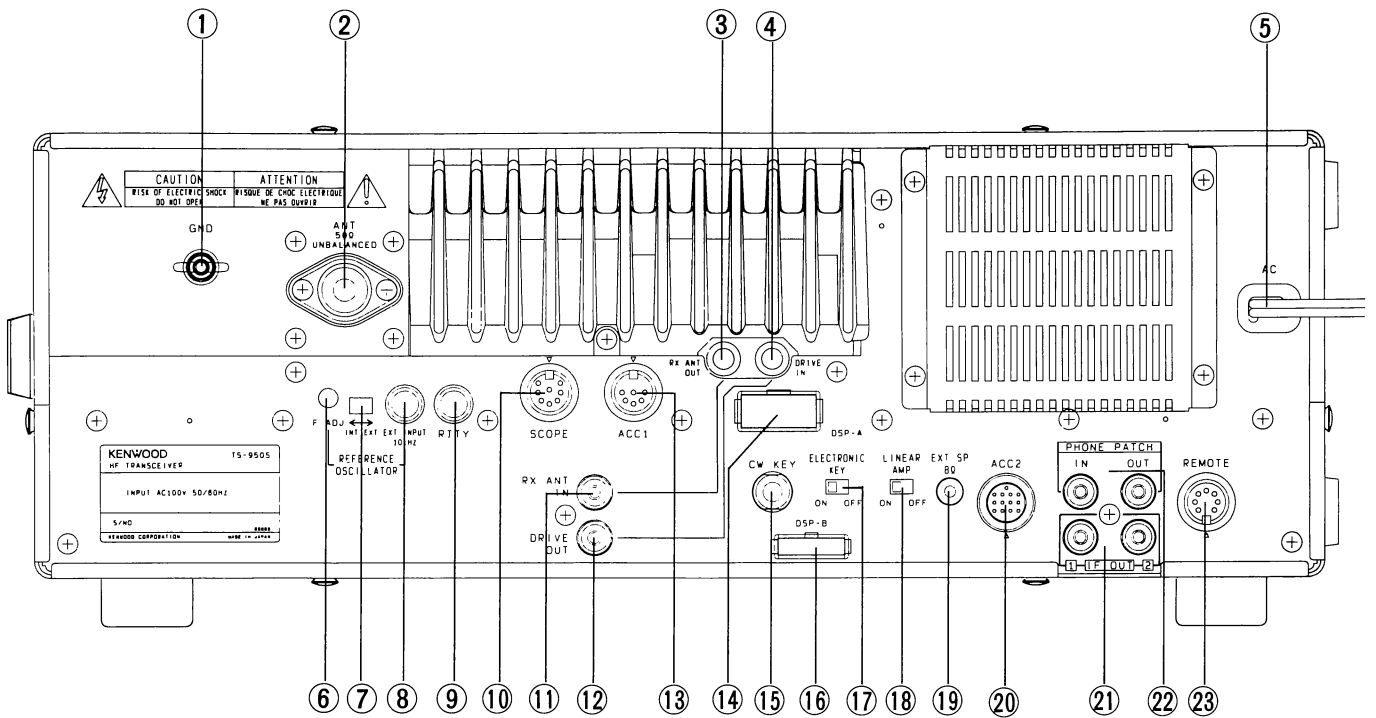 ① ② ③ ④ ⑤
CAUTION
RISK OF ELECTRIC SHOCK
DO NOT OPEN
ATTENTION
RISQUE DE CHOC ELECTRIQUE
NE PAS OUVRIR
GND
ANT
50Ω
UNBALANCED
AC
RX ANT
OUT
DRIVE
IN
F ADJ
INT EXT
EXT INPUT
10MHZ
REFERENCE
OSCILLATOR
RTTY
SCOPE
ACC1
DSP-A
KENWOOD TS-950S
HF TRANSCEIVER
INPUT AC100V 50/60HZ
S/NO
KENWOOD CORPORATION MADE IN JAPAN
RX ANT
IN
DRIVE
OUT
CW KEY
ELECTRONIC
KEY
ON OFF
LINEAR
AMP
ON OFF
EXT SP
8Ω
ACC2
PHONE PATCH
IN OUT
REMOTE
DSP-B
1 IF OUT 2
⑥ ⑦ ⑧ ⑨ ⑩ ⑪ ⑫ ⑬ ⑭ ⑮ ⑯ ⑰ ⑱ ⑲ ⑳ ㉑ ㉒ ㉓